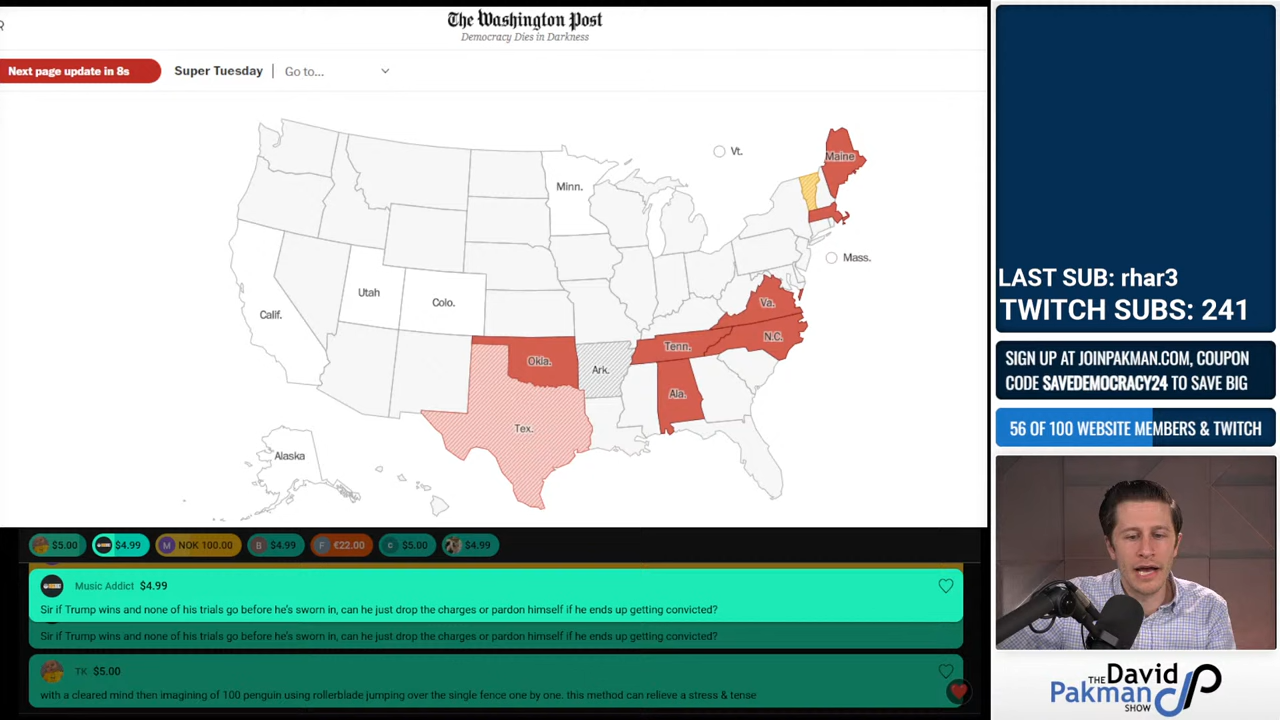 The Washington Post
Democracy Dies in Darkness
Next page update in 8s
Super Tuesday
Go to...
Vt.
Maine
Minn.
Mass.
Utah
Colo.
Calif.
Va.
N.C.
Tenn.
Okla.
Ark.
Ala.
Tex.
Alaska
LAST SUB: rhar3
TWITCH SUBS: 241
SIGN UP AT JOINPAKMAN.COM, COUPON
CODE SAVEDEMOCRACY24 TO SAVE BIG
56 OF 100 WEBSITE MEMBERS & TWITCH
$5.00
$4.99
M NOK 100.00
B $4.99
F €22.00
c $5.00
$4.99
Music Addict $4.99
Sir if Trump wins and none of his trials go before he's sworn in, can he just drop the charges or pardon himself if he ends up getting convicted?
Sir if Trump wins and none of his trials go before he's sworn in, can he just drop the charges or pardon himself if he ends up getting convicted?
TK $5.00
with a cleared mind then imagining of 100 penguin using rollerblade jumping over the single fence one by one. this method can relieve a stress & tense
THE David
Pakman
SHOW